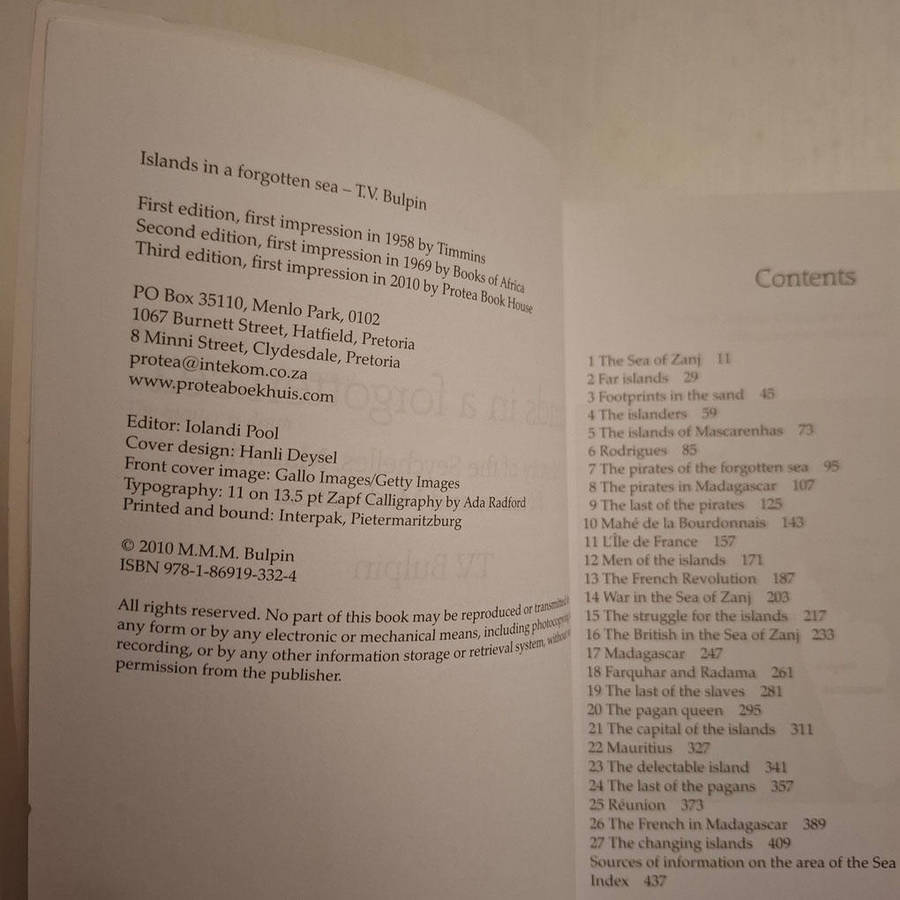 Islands in a forgotten sea – T.V. Bulpin
First edition, first impression in 1958 by Timmins
Second edition, first impression in 1969 by Books of Africa
Third edition, first impression in 2010 by Protea Book House
PO Box 35110, Menlo Park, 0102
1067 Burnett Street, Hatfield, Pretoria
8 Minni Street, Clydesdale, Pretoria
protea@intekom.co.za
www.proteaboekhuis.com
Editor: Iolandi Pool
Cover design: Hanli Deysel
Front cover image: Gallo Images/Getty Images
Typography: 11 on 13.5 pt Zapf Calligraphy by Ada Radford
Printed and bound: Interpak, Pietermaritzburg
© 2010 M.M.M. Bulpin
ISBN 978-1-86919-332-4
All rights reserved. No part of this book may be reproduced or transmitted
any form or by any electronic or mechanical means, including
recording, or by any other information storage or retrieval system,
permission from the publisher.
Contents
1 The Sea of Zanj 11
2 Far islands 29
3 Footprints in the sand 45
4 The islanders 59
5 The islands of Mascarenhas 73
6 Rodrigues 85
7 The pirates of the forgotten sea 95
8 The pirates in Madagascar 107
9 The last of the pirates 125
10 Mahé de la Bourdonnais 143
11 L'Île de France 157
12 Men of the islands 171
13 The French Revolution 187
14 War in the Sea of Zanj 203
15 The struggle for the islands 217
16 The British in the Sea of Zanj 233
17 Madagascar 247
18 Farquhar and Radama 261
19 The last of the slaves 281
20 The pagan queen 295
21 The capital of the islands 311
22 Mauritius 327
23 The delectable island 341
24 The last of the pagans 357
25 Réunion 373
26 The French in Madagascar 389
27 The changing islands 409
Sources of information on the area of the Sea
Index 437